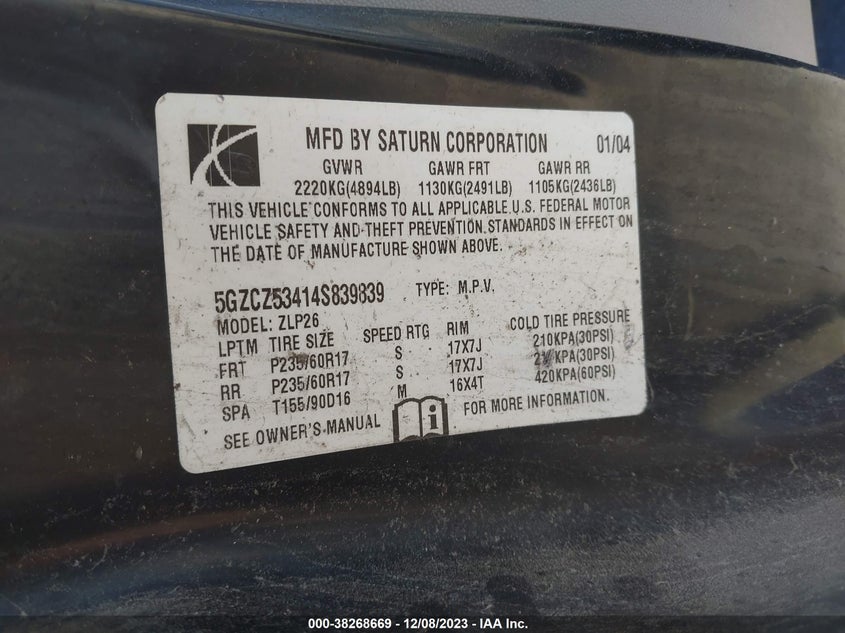 MFD BY SATURN CORPORATION 01/04
GVWR GAWR FRT GAWR RR
2220KG(4894LB) 1130KG(2491LB) 1105KG(2436LB)
THIS VEHICLE CONFORMS TO ALL APPLICABLE U.S. FEDERAL MOTOR
VEHICLE SAFETY AND THEFT PREVENTION STANDARDS IN EFFECT ON
THE DATE OF MANUFACTURE SHOWN ABOVE.
5GZCZ53414S839839 TYPE: M.P.V.
MODEL: ZLP26
LPTM TIRE SIZE SPEED RTG RIM COLD TIRE PRESSURE
FRT P235/60R17 S 17X7J 210KPA(30PSI)
RR P235/60R17 S 17X7J 210KPA(30PSI)
SPA T155/90D16 M 16X4T 420KPA(60PSI)
SEE OWNER'S MANUAL i FOR MORE INFORMATION.
000-38268669 - 12/08/2023 - © IAA Inc.